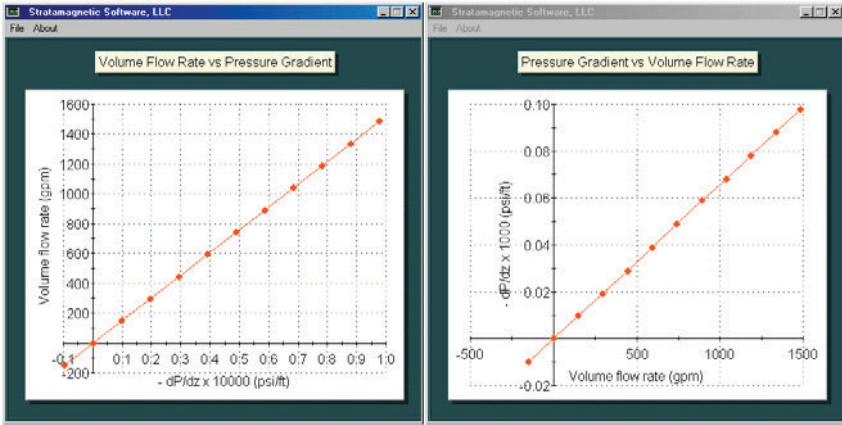 Stratamagnetic Software, LLC
File About
Volume Flow Rate vs Pressure Gradient
1600
1400
1200
1000
800
600
400
200
-200
Volume flow rate (gpm)
-0.1 0.1 0.2 0.3 0.4 0.5 0.6 0.7 0.8 0.9 1.0
- dP/dz x 10000 (psi/ft)
Stratamagnetic Software, LLC
File About
Pressure Gradient vs Volume Flow Rate
0.10
0.08
0.06
0.04
0.02
-0.02
- dP/dz x 1000 (psi/ft)
-500 500 1000 1500
Volume flow rate (gpm)